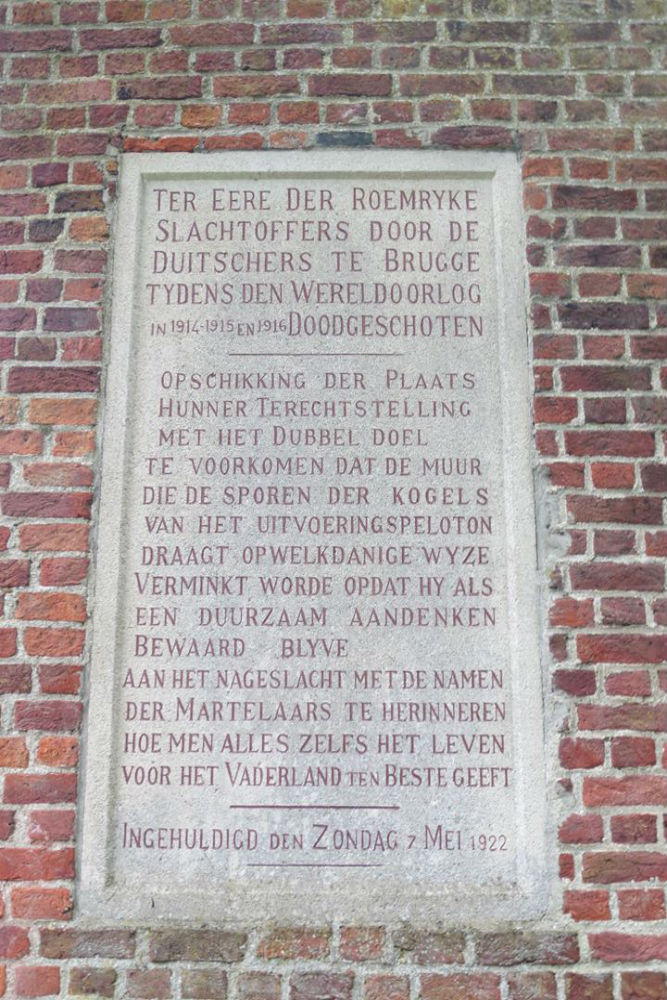 TER EERE DER ROEMRYKE
SLACHTOFFERS DOOR DE
DUITSCHERS TE BRUGGE
TYDENS DEN WERELDOORLOG
IN 1914-1915 EN 1916 DOODGESCHOTEN
OPSCHIKKING DER PLAATS
HUNNER TERECHTSTELLING
MET HET DUBBEL DOEL
TE VOORKOMEN DAT DE MUUR
DIE DE SPOREN DER KOGELS
VAN HET UITVOERINGSPELOTON
DRAAGT OPWELKDANIGE WYZE
VERMINKT WORDE OPDAT HY ALS
EEN DUURZAAM AANDENKEN
BEWAARD BLYVE
AAN HET NAGESLACHT MET DE NAMEN
DER MARTELAARS TE HERINNEREN
HOE MEN ALLES ZELFS HET LEVEN
VOOR HET VADERLAND TEN BESTE GEEFT
INGEHULDIGD DEN ZONDAG 7 MEI 1922